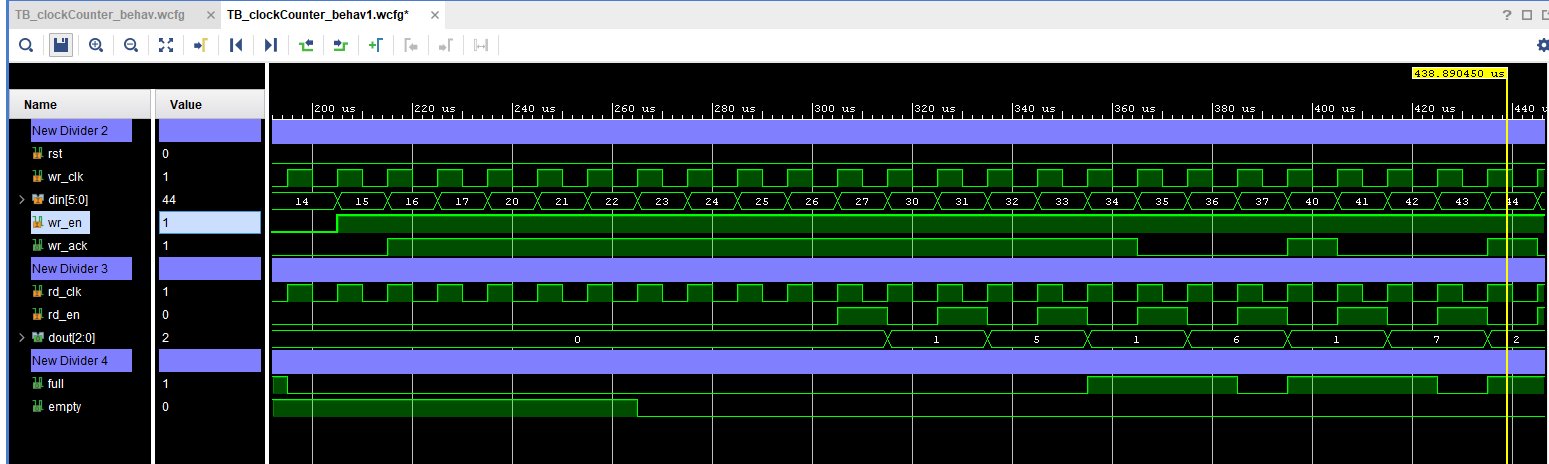 TB_clockCounter_behav.wcfg × TB_clockCounter_behav1.wcfg* × ?
438.890450 us
Name Value 200 us 220 us 240 us 260 us 300 us 320 us 340 us 360 us 380 us 400 us 420 us 440
New Divider 2
rst 0
wr_clk 1
din[5:0] 44 14 15 16 17 20 21 22 23 24 25 26 27 30 31 32 33 34 35 36 37 40 41 42 43 44
wr_en 1
wr_ack 1
New Divider 3
rd_clk 1
rd_en 0
dout[2:0] 2 0 1 5 1 6 1 7 2
New Divider 4
full 1
empty 0